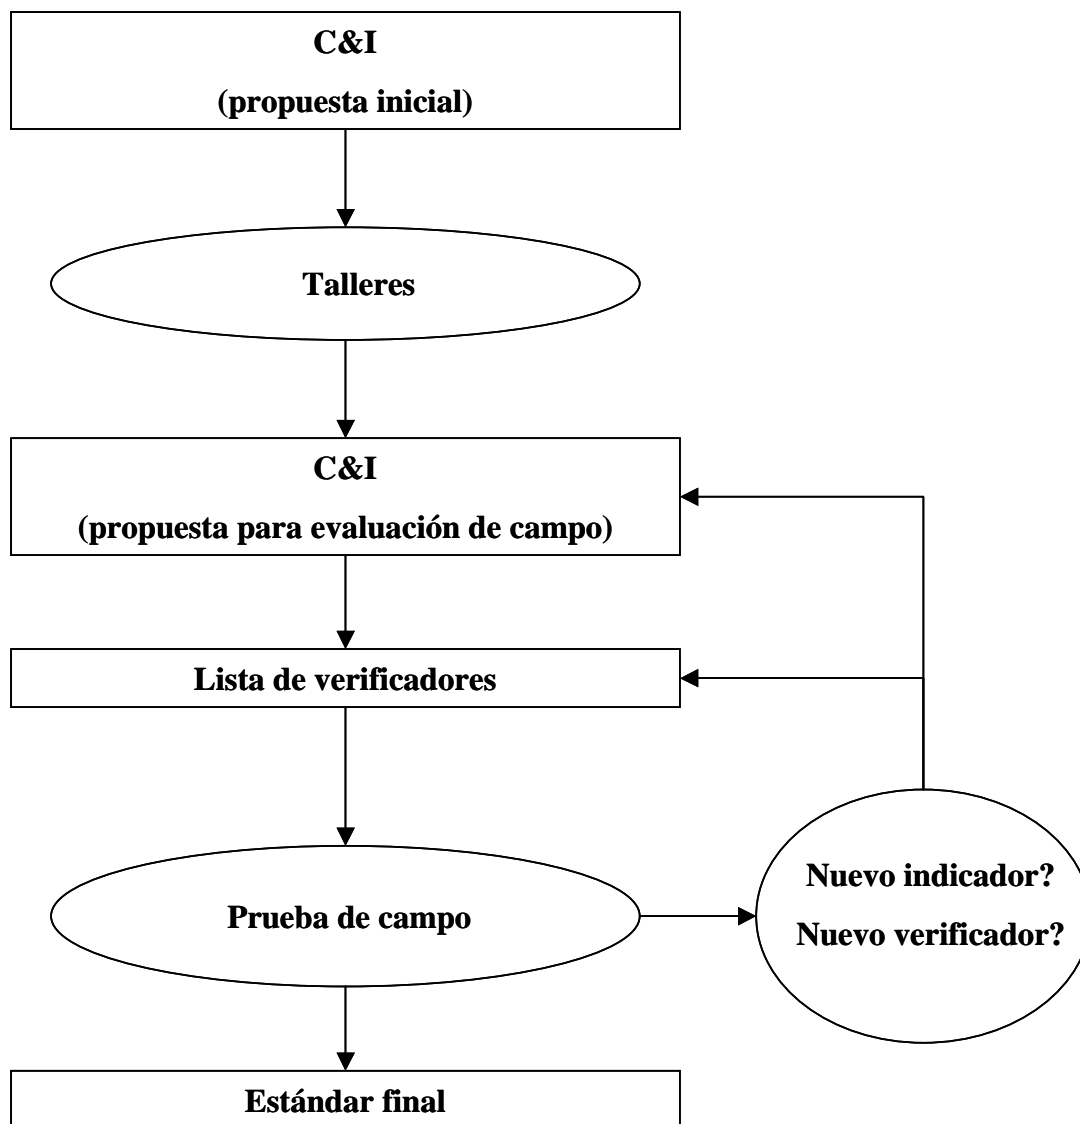 C&I
(propuesta inicial)
Talleres
C&I
(propuesta para evaluación de campo)
Lista de verificadores
Nuevo indicador?
Nuevo verificador?
Prueba de campo
Estándar final